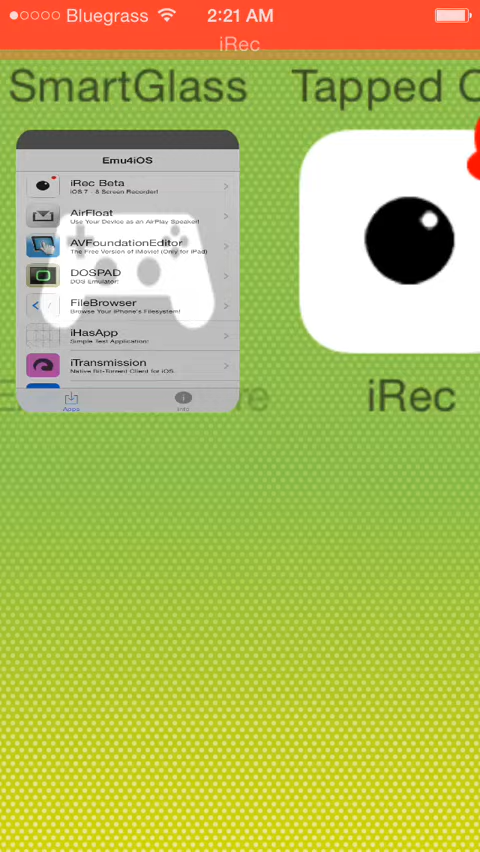 Bluegrass 2:21 AM
iRec
SmartGlass Tapped O
Emu4iOS
iRec Beta
iOS 7 - 8 Screen Recorder!
AirFloat
Use Your Device as an AirPlay Speaker!
AVFoundationEditor
The Free Version of iMovie! (Only for iPad)
DOSPAD
DOS Emulator!
FileBrowser
Browse Your iPhone's Filesystem!
iHasApp
Simple Test Application!
iTransmission
Native Bit-Torrent Client for iOS
Apps Info
iRec